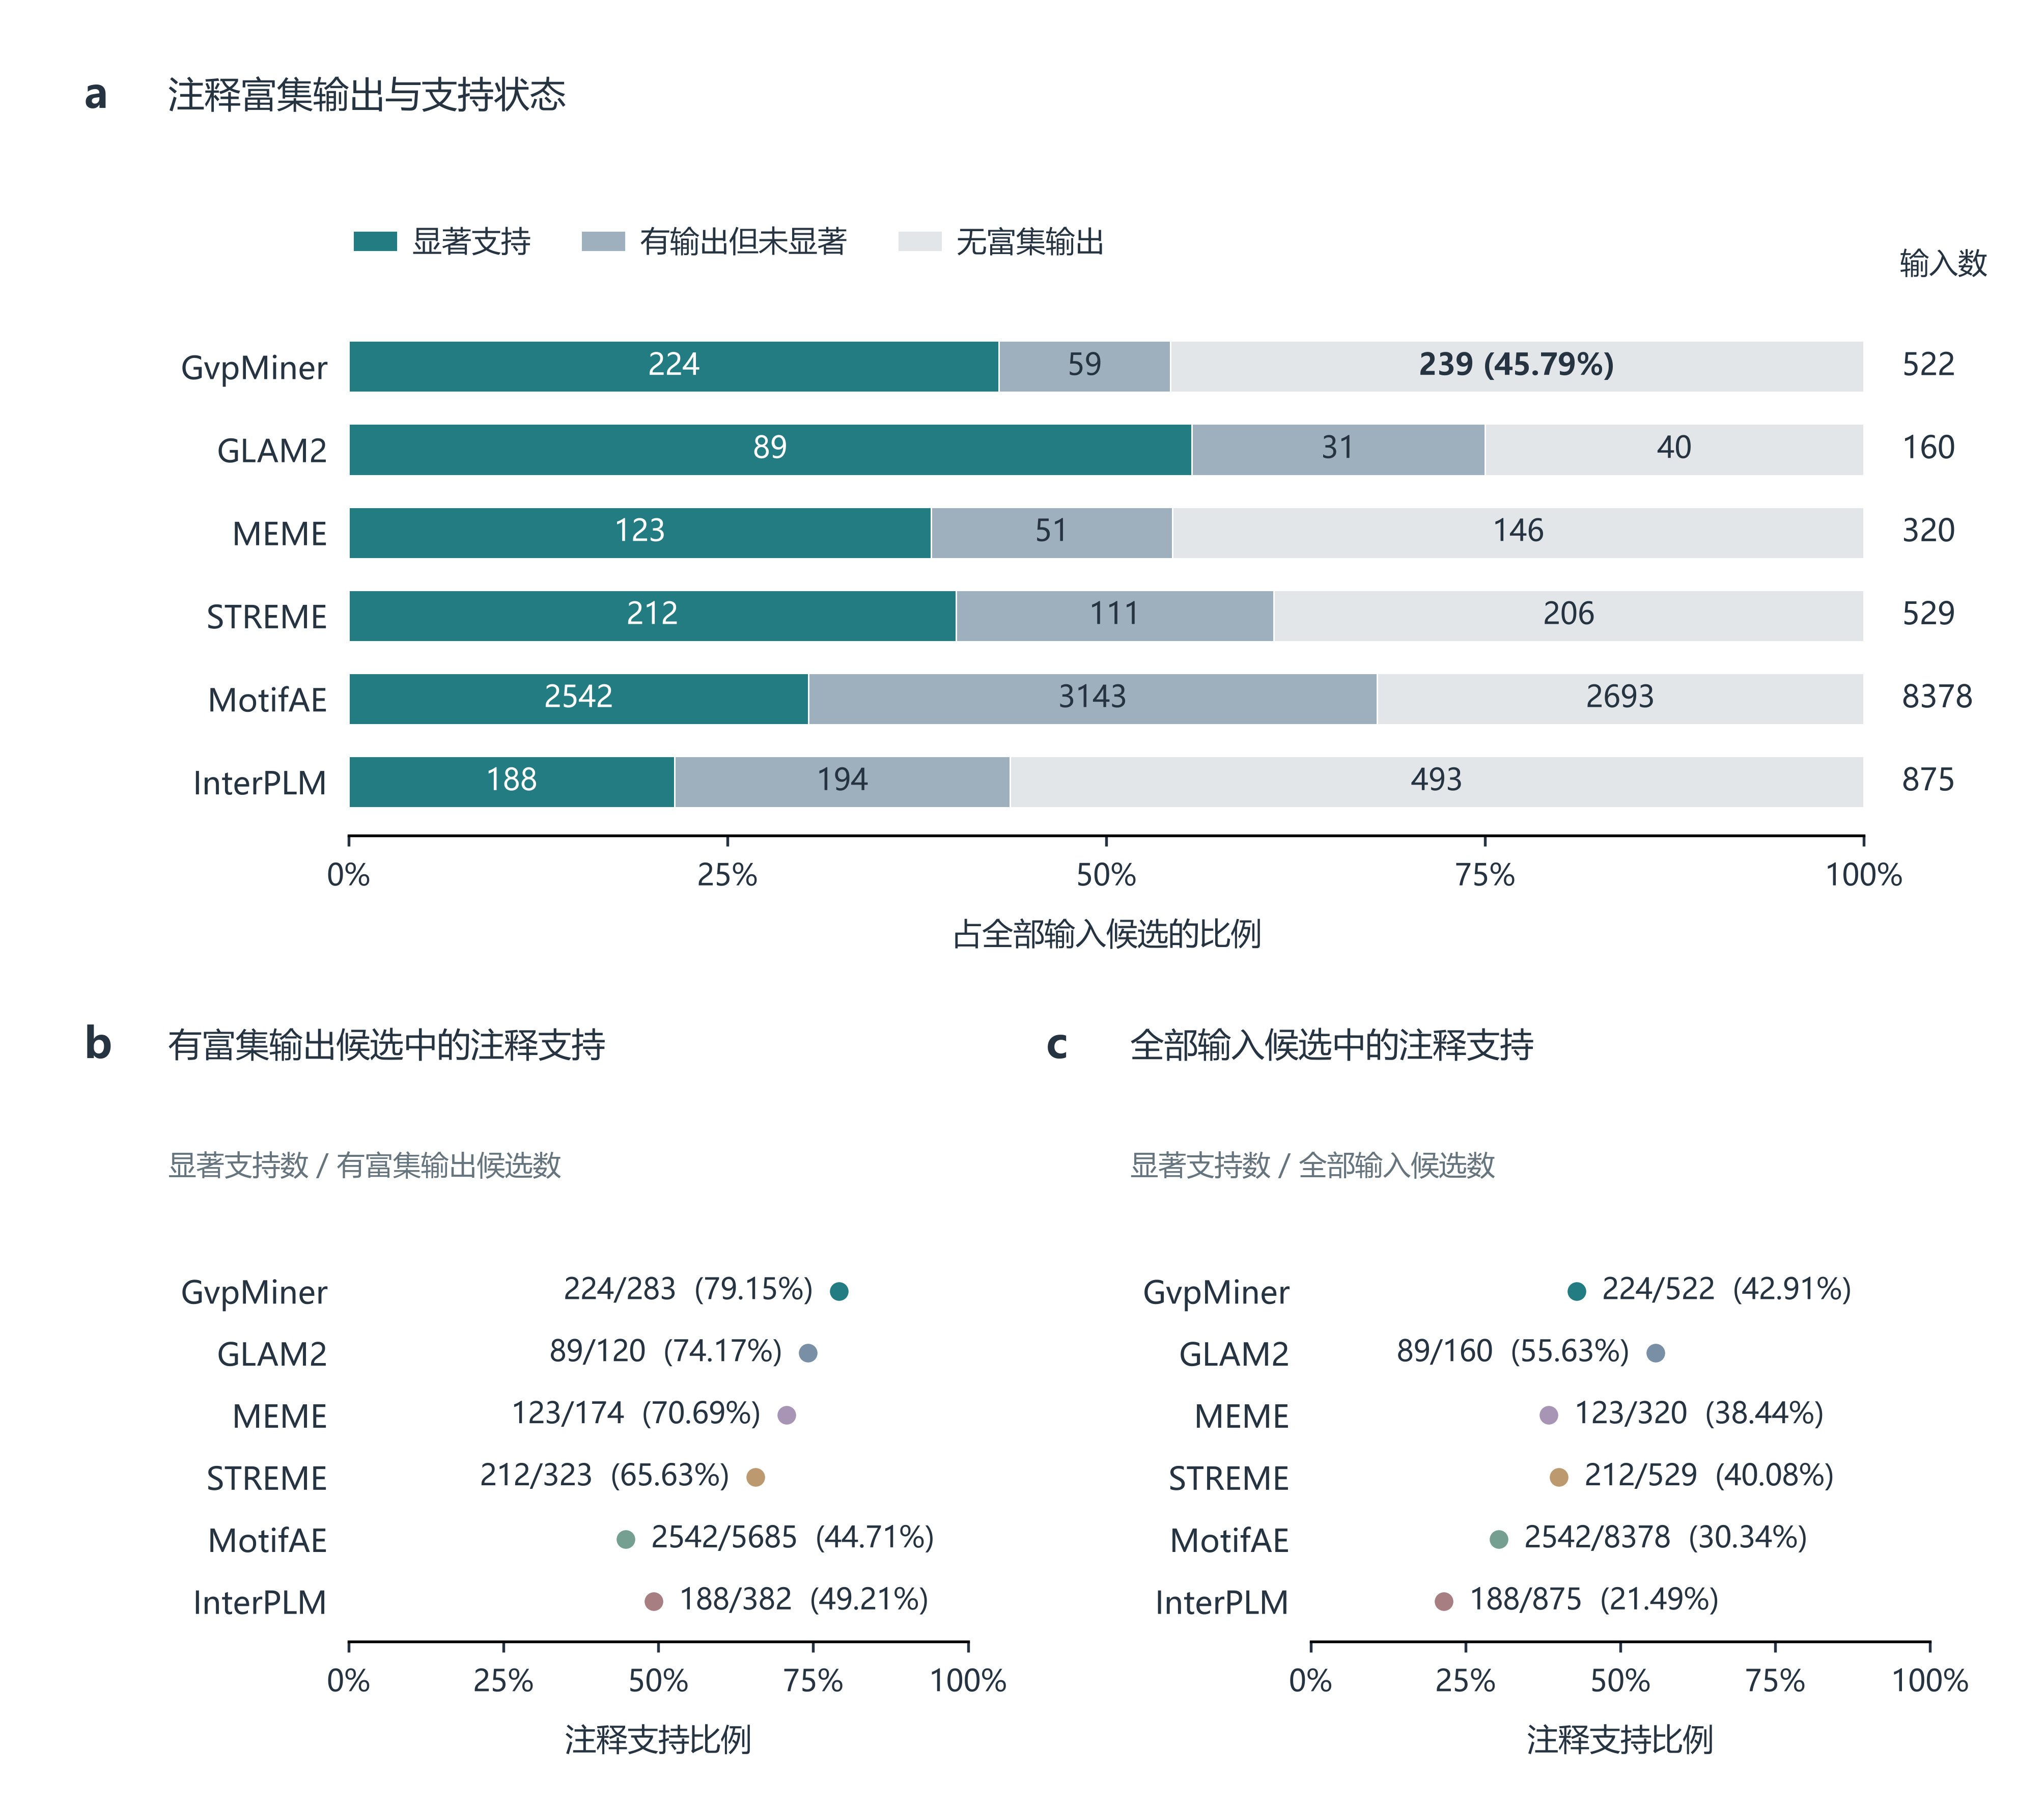 a 注释富集输出与支持状态
显著支持 有输出但未显著 无富集输出
输入数
GvpMiner 224 59 239 (45.79%) 522
GLAM2 89 31 40 160
MEME 123 51 146 320
STREME 212 111 206 529
MotifAE 2542 3143 2693 8378
InterPLM 188 194 493 875
0% 25% 50% 75% 100%
占全部输入候选的比例
b 有富集输出候选中的注释支持
显著支持数 / 有富集输出候选数
GvpMiner 224/283 (79.15%)
GLAM2 89/120 (74.17%)
MEME 123/174 (70.69%)
STREME 212/323 (65.63%)
MotifAE 2542/5685 (44.71%)
InterPLM 188/382 (49.21%)
0% 25% 50% 75% 100%
注释支持比例
c 全部输入候选中的注释支持
显著支持数 / 全部输入候选数
GvpMiner 224/522 (42.91%)
GLAM2 89/160 (55.63%)
MEME 123/320 (38.44%)
STREME 212/529 (40.08%)
MotifAE 2542/8378 (30.34%)
InterPLM 188/875 (21.49%)
0% 25% 50% 75% 100%
注释支持比例